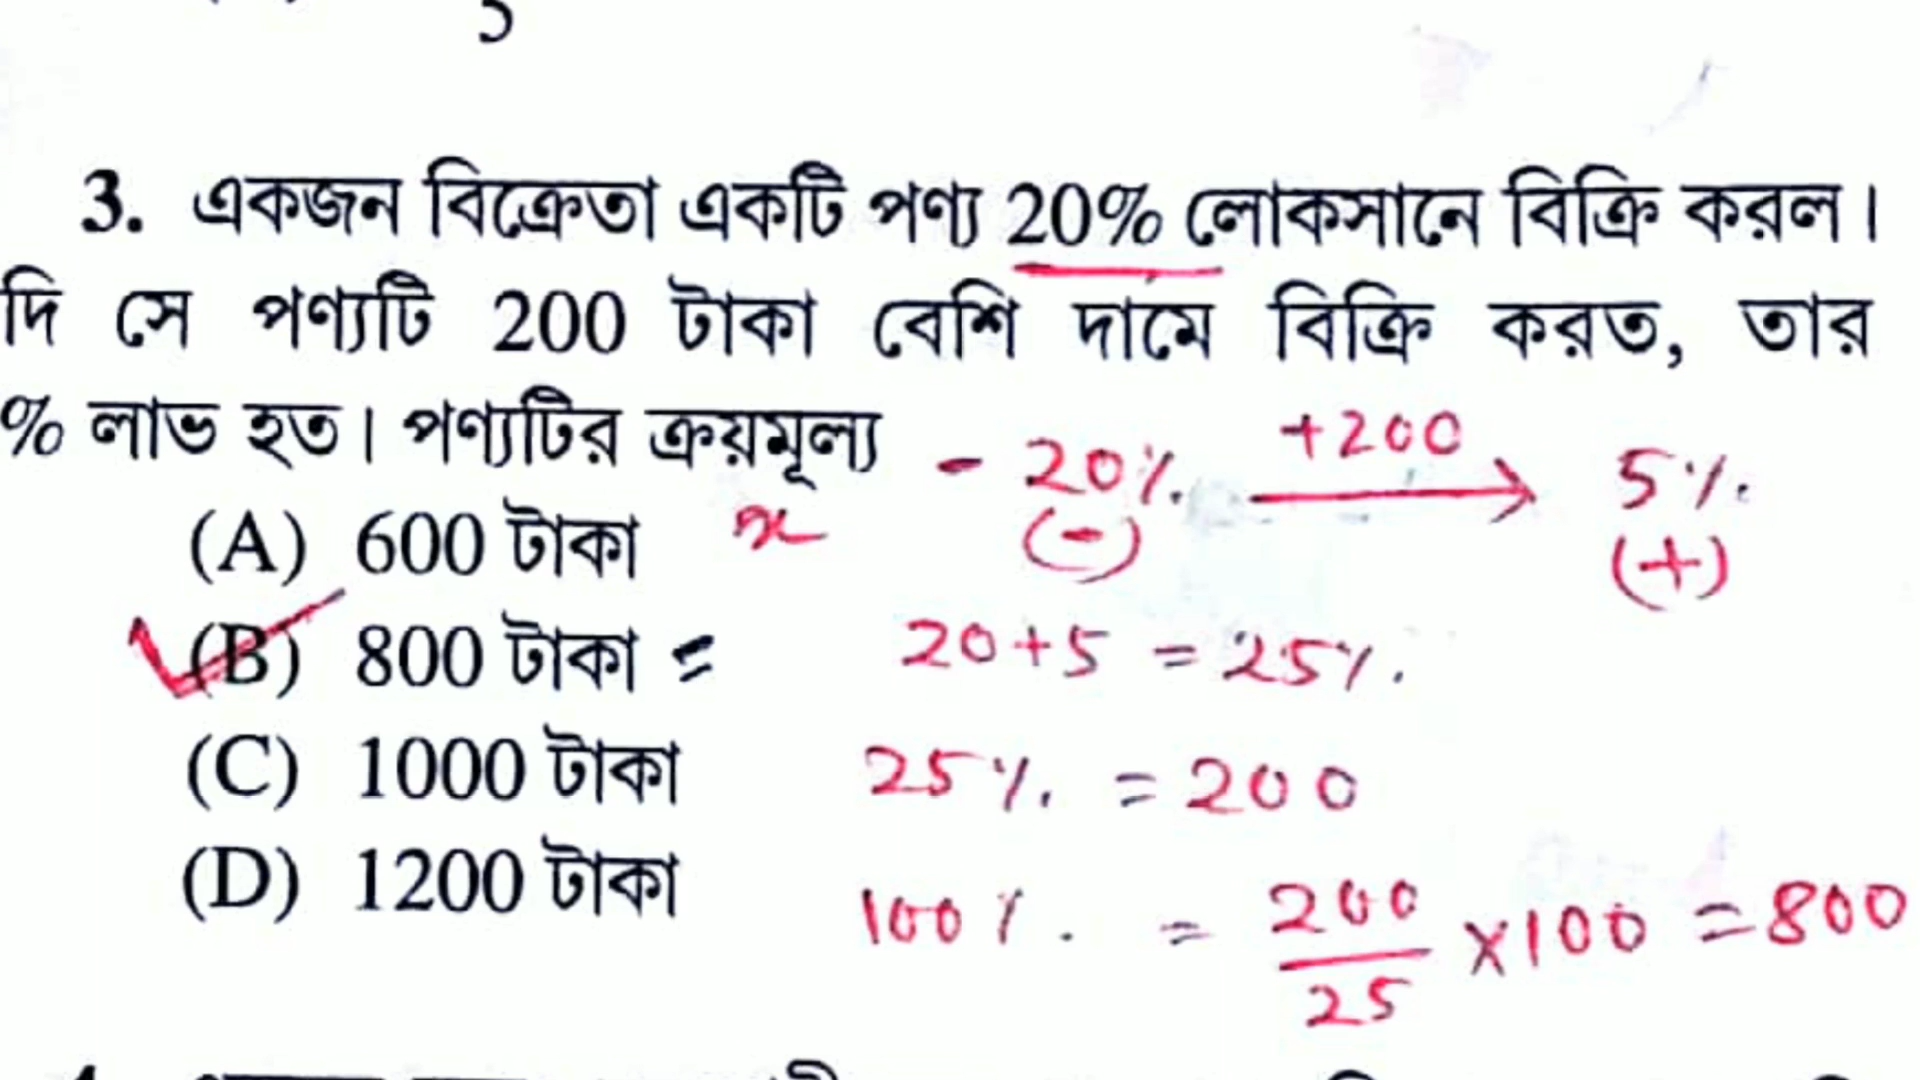 3. একজন বিক্রেতা একটি পণ্য 20% লোকসানে বিক্রি করল।
দি সে পণ্যটি 200 টাকা বেশি দামে বিক্রি করত, তার
% লাভ হত। পণ্যটির ক্রয়মূল্য
- 20% +200 → 5%
(-) (+)
(A) 600 টাকা x
(B) 800 টাকা = 20+5 = 25%
(C) 1000 টাকা 25% = 200
(D) 1200 টাকা 100% = 200/25 ×100 = 800